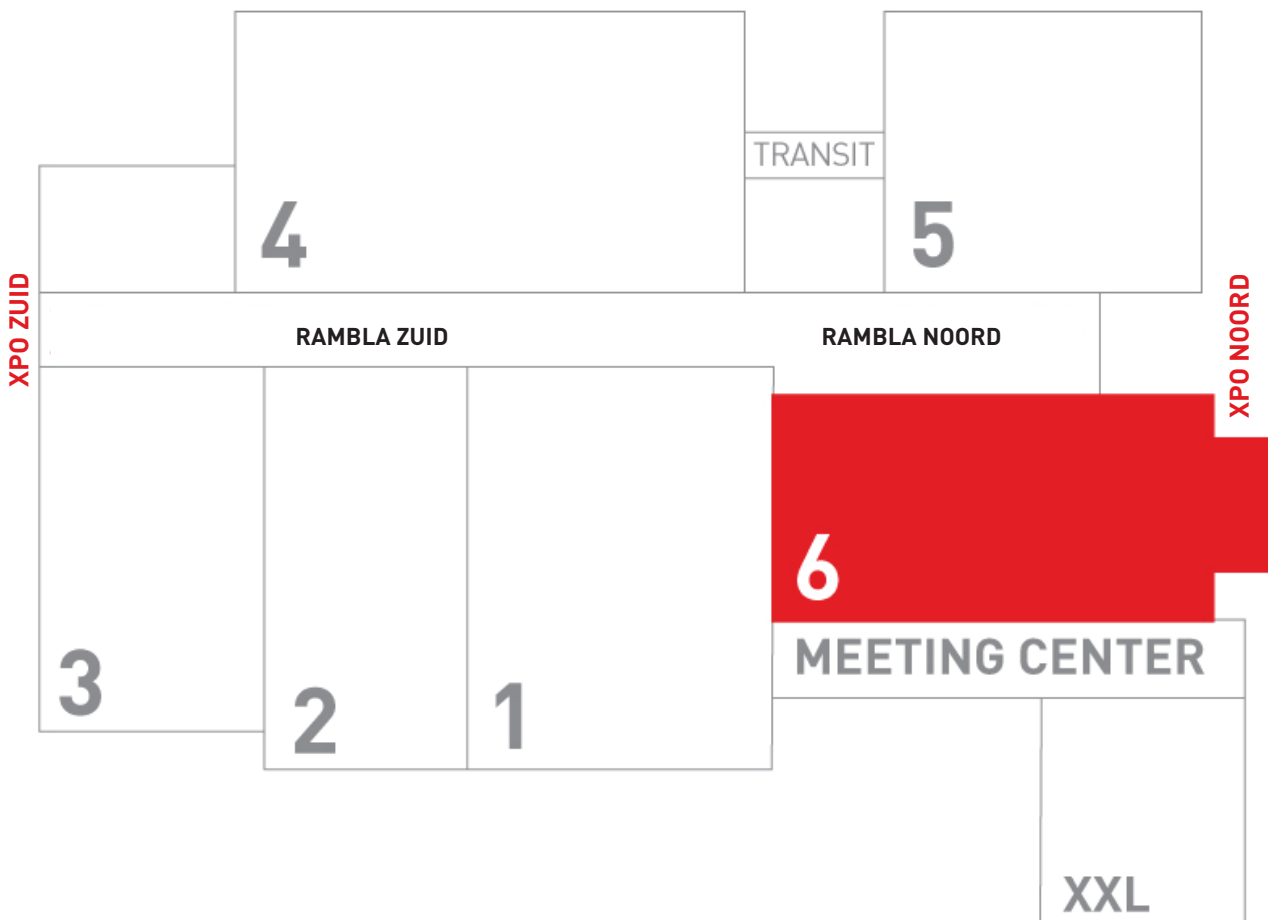 TRANSIT
4
5
XPO ZUID
RAMBLA ZUID
RAMBLA NOORD
XPO NOORD
6
MEETING CENTER
3
2
1
XXL